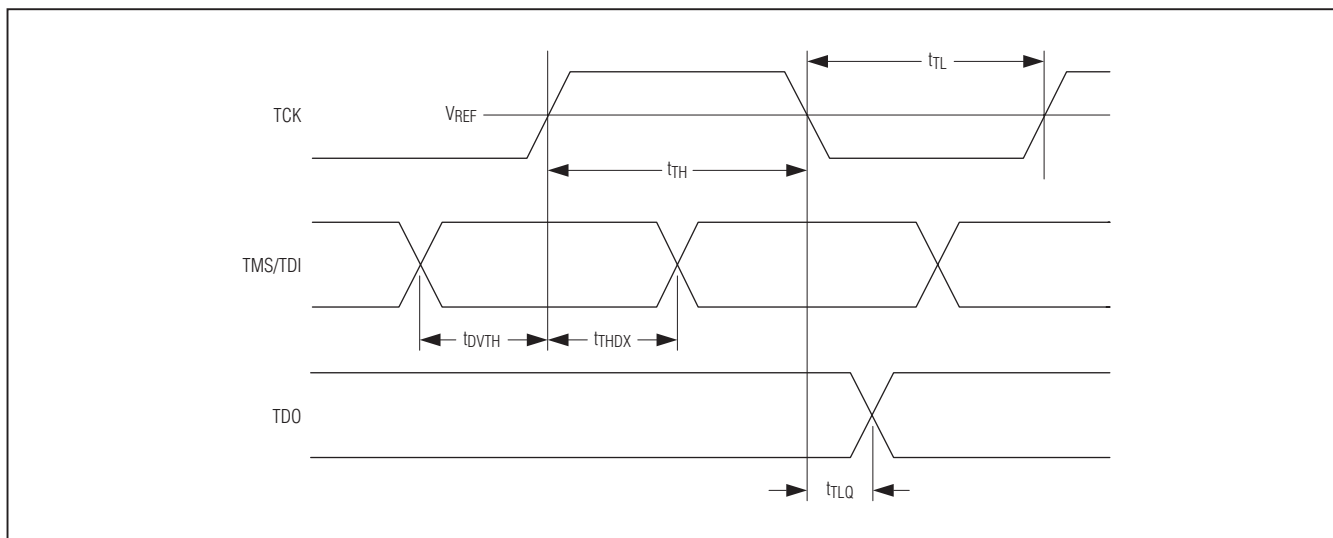 tTL
TCK
VREF
tTH
TMS/TDI
tDVTH
tTHDX
TDO
tTLQ